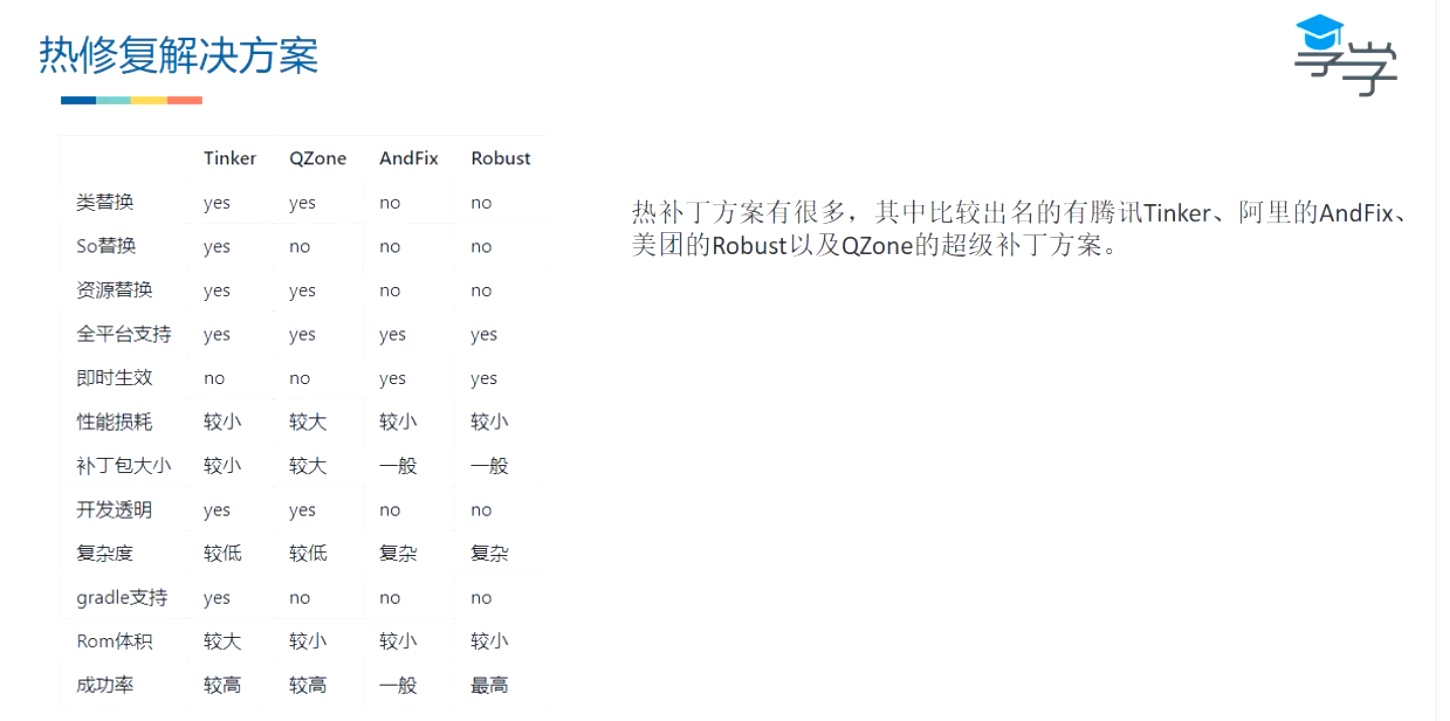 热修复解决方案
享学
Tinker QZone AndFix Robust
类替换 yes yes no no
So替换 yes no no no
资源替换 yes yes no no
全平台支持 yes yes yes yes
即时生效 no no yes yes
性能损耗 较小 较大 较小 较小
补丁包大小 较小 较大 一般 一般
开发透明 yes yes no no
复杂度 较低 较低 复杂 复杂
gradle支持 yes no no no
Rom体积 较大 较小 较小 较小
成功率 较高 较高 一般 最高
热补丁方案有很多，其中比较出名的有腾讯Tinker、阿里的AndFix、
美团的Robust以及QZone的超级补丁方案。